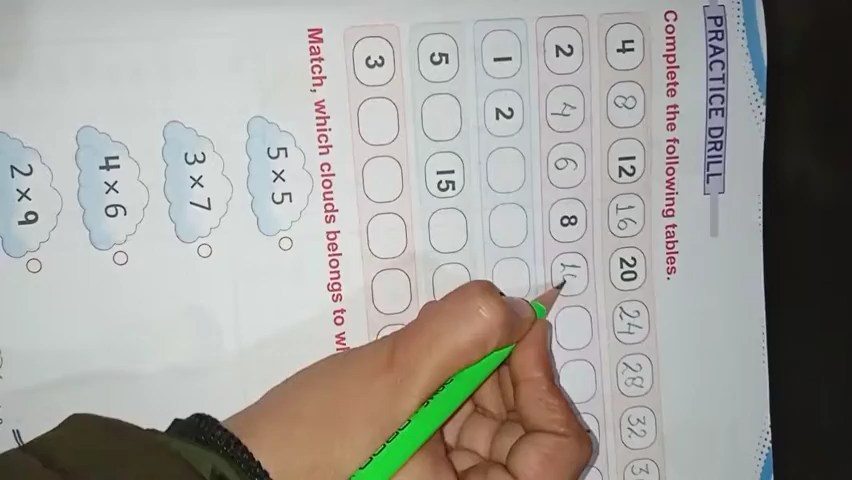 PRACTICE DRILL
Complete the following tables.
4 8 12 16 20 24 28 32
2 4 6 8
1 2
5 15
3
Match, which clouds belongs to
5 × 5
3 × 7
4 × 6
2 × 9